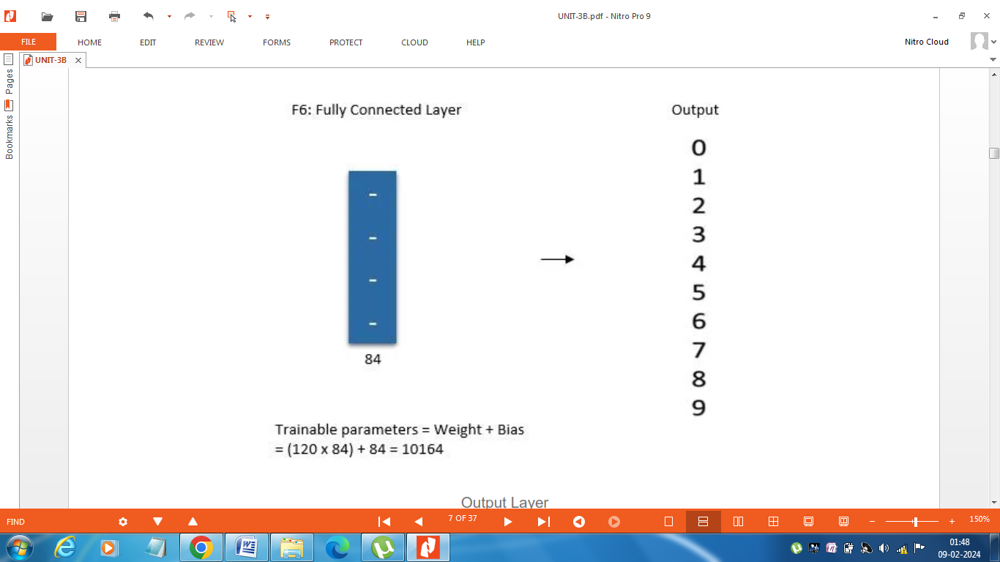 UNIT-3B.pdf - Nitro Pro 9
FILE
HOME
EDIT
REVIEW
FORMS
PROTECT
CLOUD
HELP
Nitro Cloud
UNIT-3B
Pages
Bookmarks
F6: Fully Connected Layer
Output
0
1
2
3
4
5
6
7
8
9
84
Trainable parameters = Weight + Bias
= (120 x 84) + 84 = 10164
Output Layer
FIND
7 OF 37
150%
01:48
09-02-2024